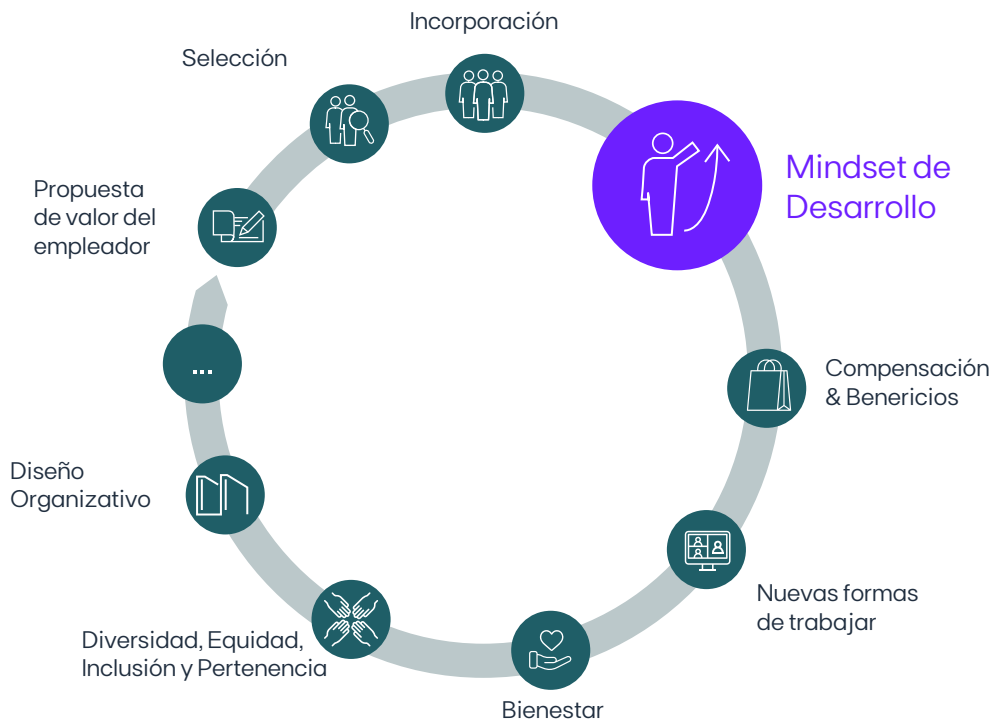 Incorporación
Selección
Mindset de
Desarrollo
Propuesta
de valor del
empleador
...
Compensación
& Benericios
Diseño
Organizativo
Nuevas formas
de trabajar
Diversidad, Equidad,
Inclusión y Pertenencia
Bienestar